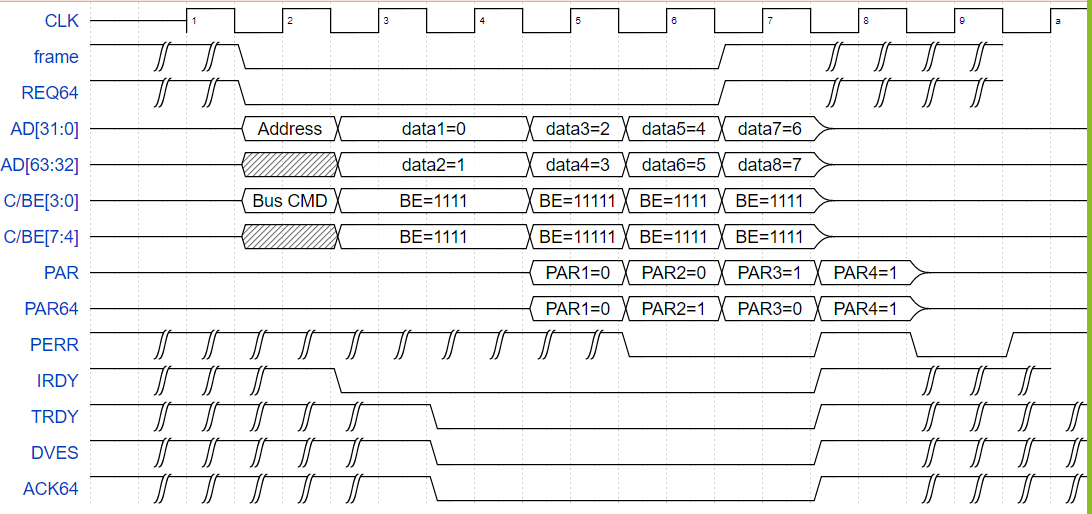 CLK 1 2 3 4 5 6 7 8 9 a
frame
REQ64
AD[31:0] Address data1=0 data3=2 data5=4 data7=6
AD[63:32] data2=1 data4=3 data6=5 data8=7
C/BE[3:0] Bus CMD BE=1111 BE=11111 BE=1111 BE=1111
C/BE[7:4] BE=1111 BE=11111 BE=1111 BE=1111
PAR PAR1=0 PAR2=0 PAR3=1 PAR4=1
PAR64 PAR1=0 PAR2=1 PAR3=0 PAR4=1
PERR
IRDY
TRDY
DVES
ACK64